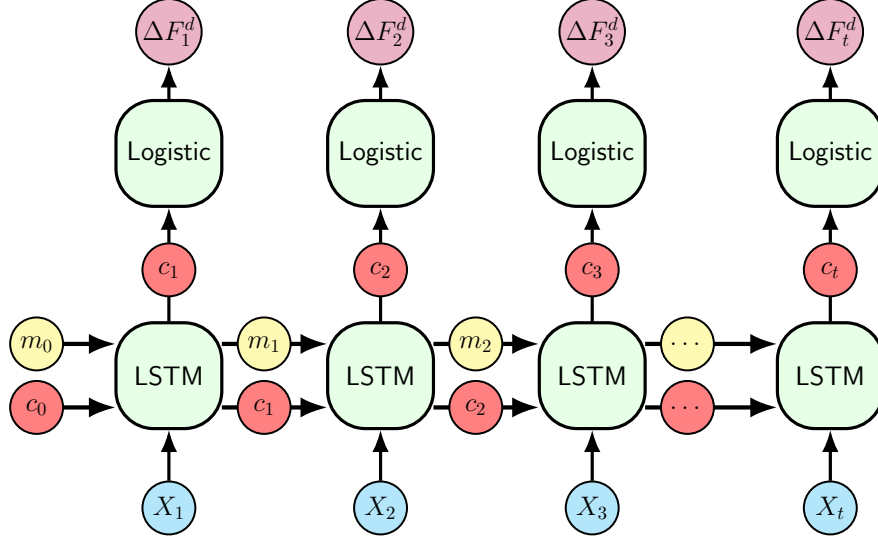 ΔF₁ᵈ ΔF₂ᵈ ΔF₃ᵈ ΔFₜᵈ
Logistic Logistic Logistic Logistic
c₁ c₂ c₃ cₜ
m₀ m₁ m₂ ···
LSTM LSTM LSTM LSTM
c₀ c₁ c₂ ···
X₁ X₂ X₃ Xₜ